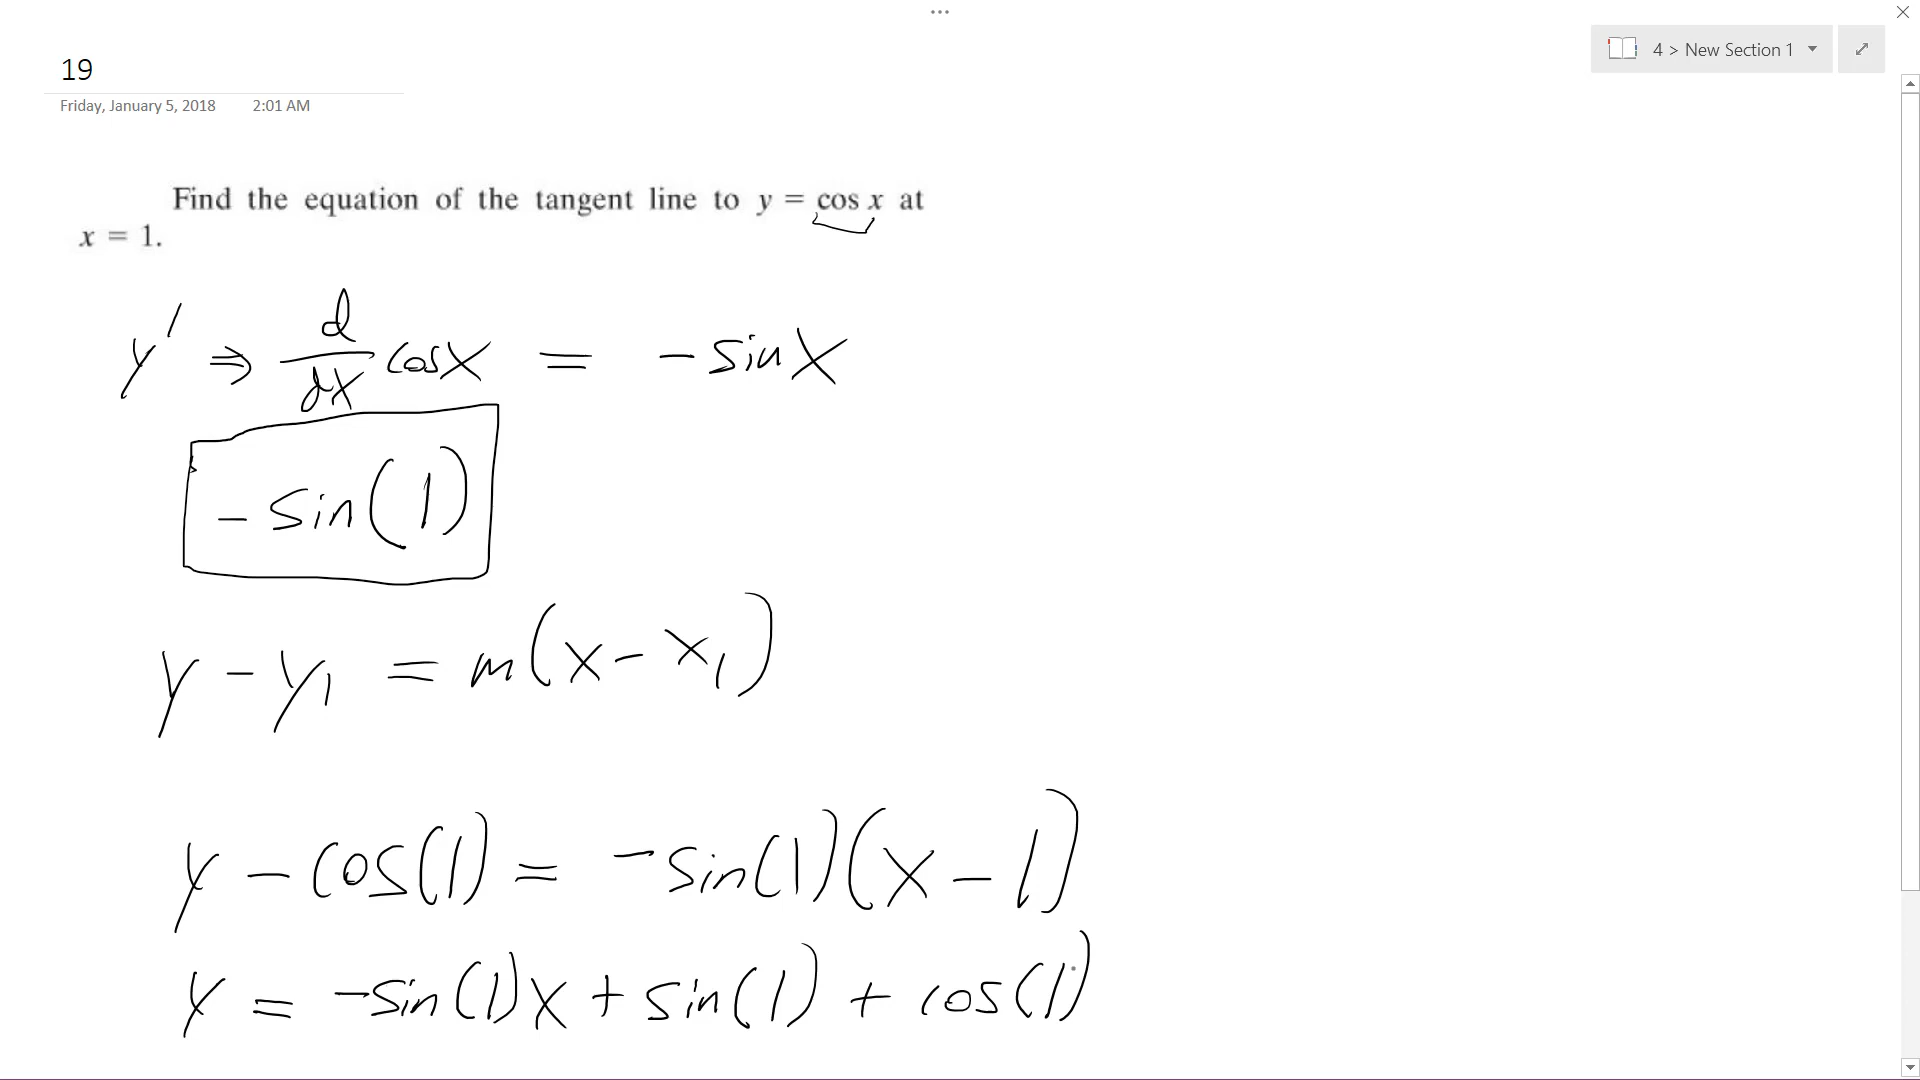 ...
4 > New Section 1
19
Friday, January 5, 2018 2:01 AM
Find the equation of the tangent line to y = cos x at
x = 1.
y' ⇒ d/dx cosx = -sinx
-sin(1)
y - y₁ = m(x - x₁)
y - cos(1) = -sin(1)(x - 1)
y = -sin(1)x + sin(1) + cos(1)